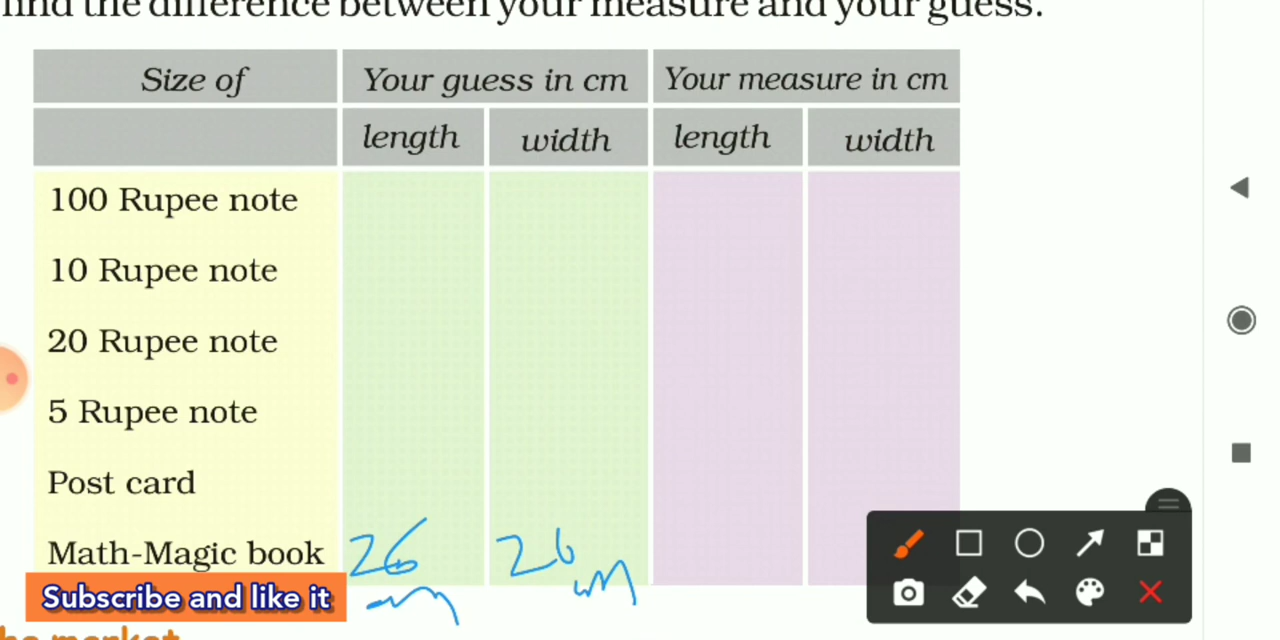 find the difference between your measure and your guess.
Size of Your guess in cm Your measure in cm
length width length width
100 Rupee note
10 Rupee note
20 Rupee note
5 Rupee note
Post card
Math-Magic book 26 26
cm cm
Subscribe and like it
the market